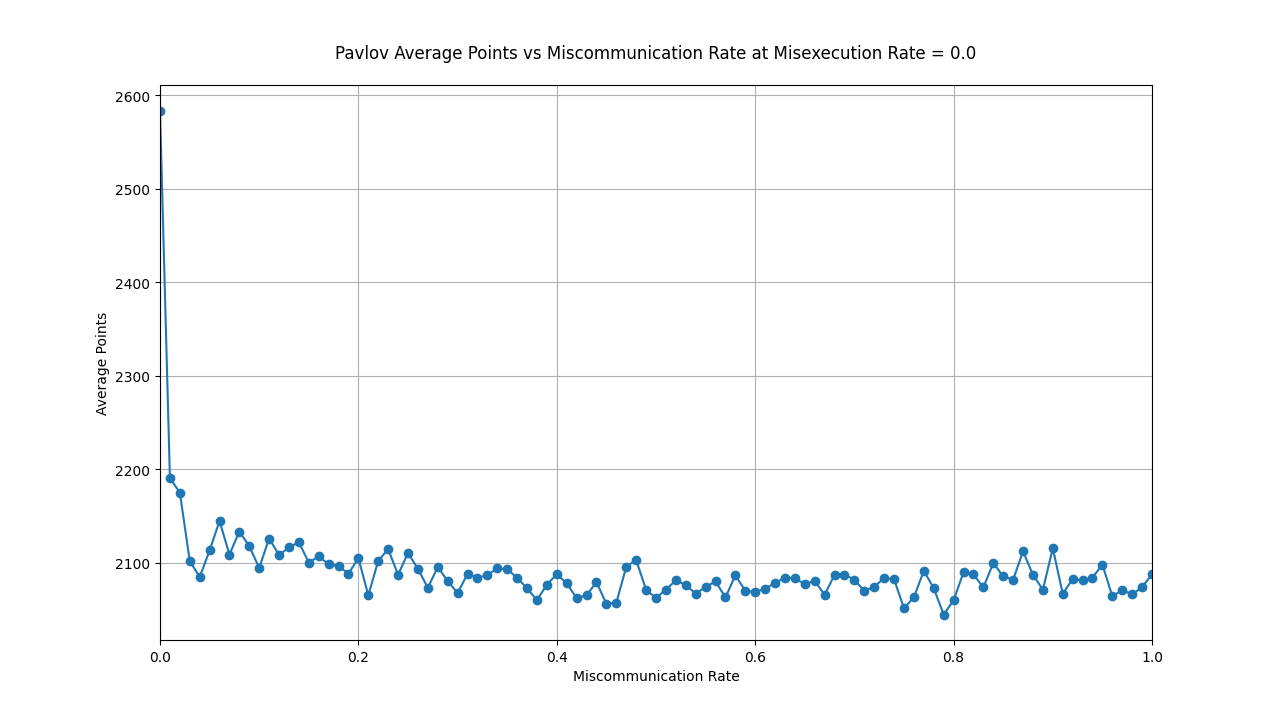 Pavlov Average Points vs Miscommunication Rate at Misexecution Rate = 0.0
2600
2500
2400
2300
2200
2100
Average Points
0.0 0.2 0.4 0.6 0.8 1.0
Miscommunication Rate